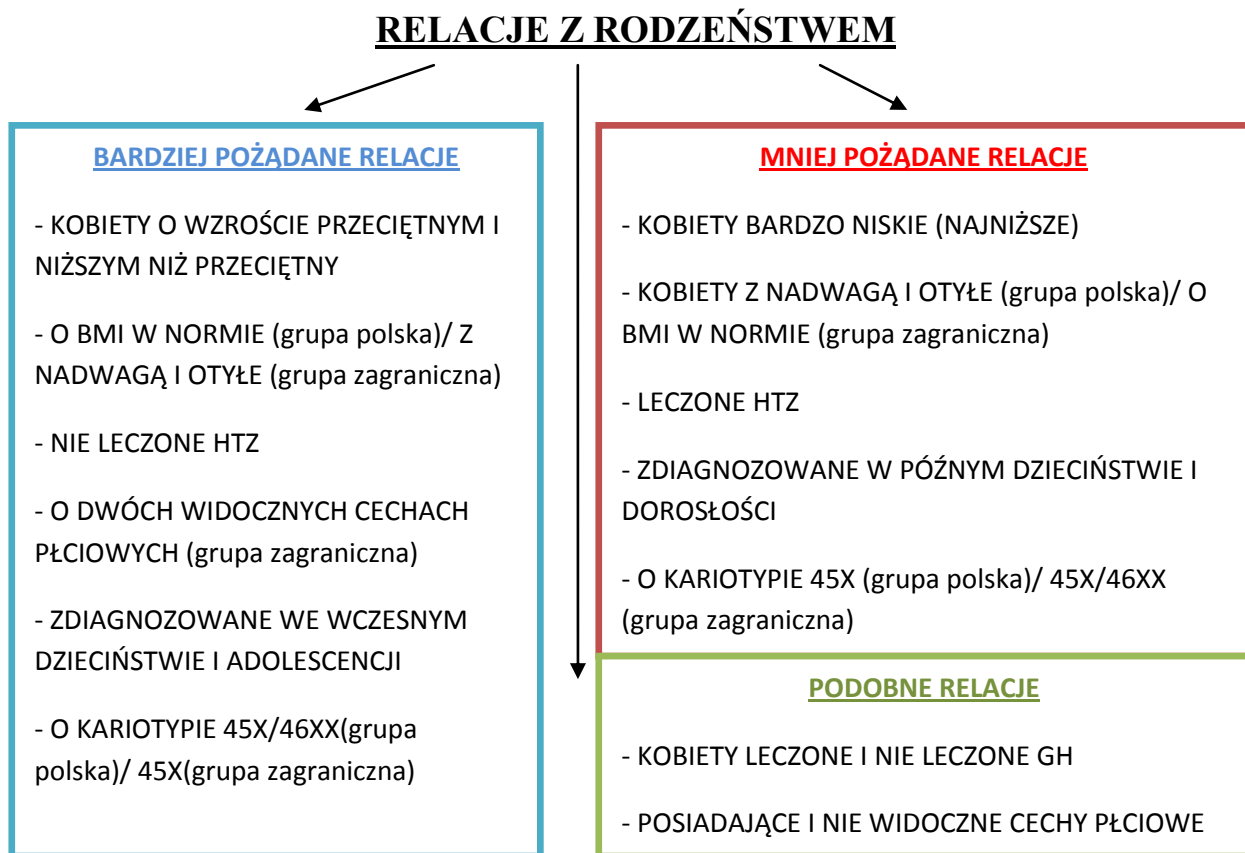 RELACJE Z RODZEŃSTWEM
BARDZIEJ POŻĄDANE RELACJE
- KOBIETY O WZROŚCIE PRZECIĘTNYM I
NIŻSZYM NIŻ PRZECIĘTNY
- O BMI W NORMIE (grupa polska)/ Z
NADWAGĄ I OTYŁE (grupa zagraniczna)
- NIE LECZONE HTZ
- O DWÓCH WIDOCZNYCH CECHACH
PŁCIOWYCH (grupa zagraniczna)
- ZDIAGNOZOWANE WE WCZESNYM
DZIECIŃSTWIE I ADOLESCENCJI
- O KARIOTYPIE 45X/46XX(grupa
polska)/ 45X(grupa zagraniczna)
MNIEJ POŻĄDANE RELACJE
- KOBIETY BARDZO NISKIE (NAJNIŻSZE)
- KOBIETY Z NADWAGĄ I OTYŁE (grupa polska)/ O
BMI W NORMIE (grupa zagraniczna)
- LECZONE HTZ
- ZDIAGNOZOWANE W PÓŹNYM DZIECIŃSTWIE I
DOROSŁOŚCI
- O KARIOTYPIE 45X (grupa polska)/ 45X/46XX
(grupa zagraniczna)
PODOBNE RELACJE
- KOBIETY LECZONE I NIE LECZONE GH
- POSIADAJĄCE I NIE WIDOCZNE CECHY PŁCIOWE